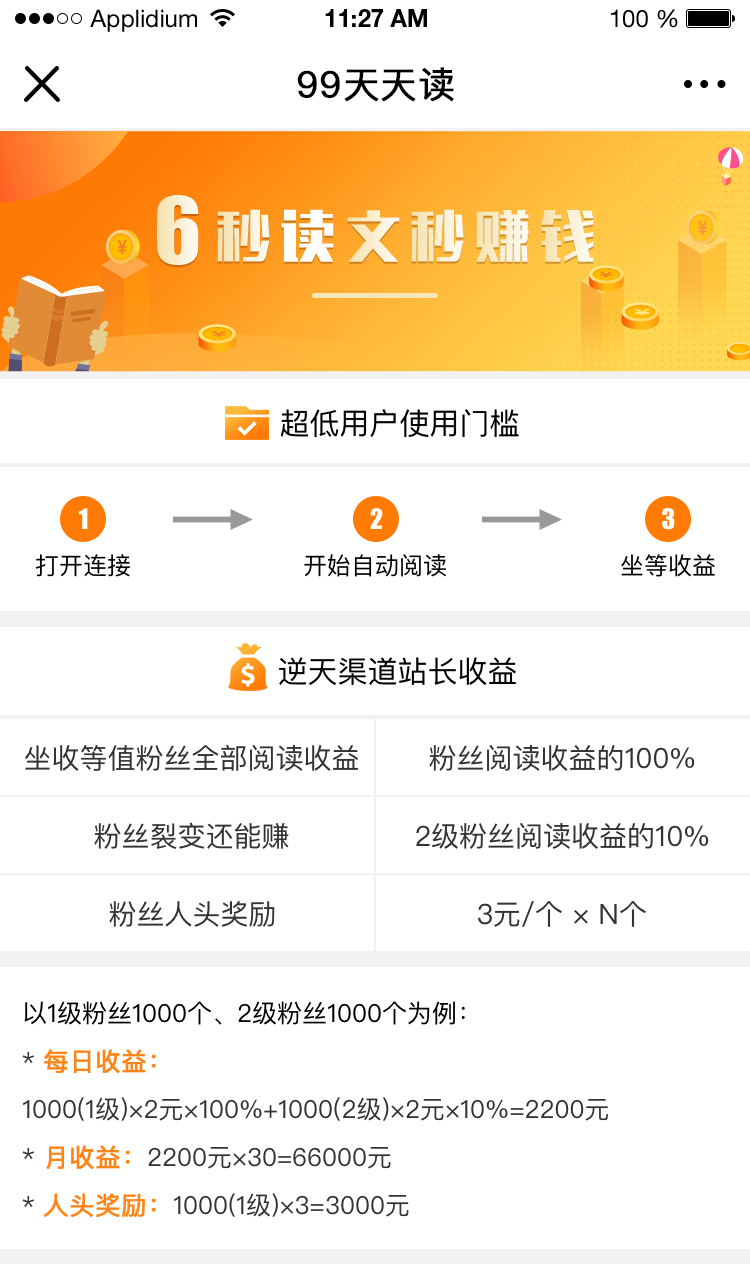 Applidium 11:27 AM 100 %
99天天读
6秒读文秒赚钱
超低用户使用门槛
1 2 3
打开连接 开始自动阅读 坐等收益
逆天渠道站长收益
坐收等值粉丝全部阅读收益 粉丝阅读收益的100%
粉丝裂变还能赚 2级粉丝阅读收益的10%
粉丝人头奖励 3元/个 × N个
以1级粉丝1000个、2级粉丝1000个为例：
* 每日收益：
1000(1级)×2元×100%+1000(2级)×2元×10%=2200元
* 月收益：2200元×30=66000元
* 人头奖励：1000(1级)×3=3000元